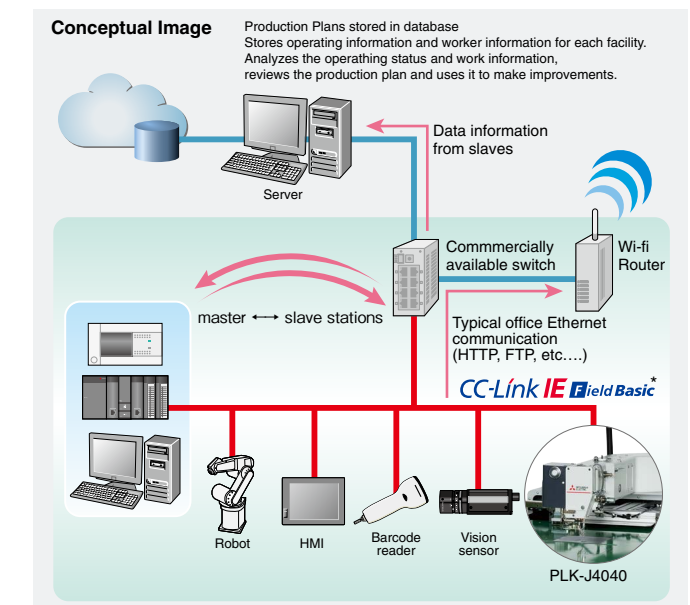 Conceptual Image
Production Plans stored in database
Stores operating information and worker information for each facility.
Analyzes the operathing status and work information,
reviews the production plan and uses it to make improvements.
Data information
from slaves
Server
Commmercially
available switch
Wi-fi
Router
master ⟷ slave stations
Typical office Ethernet
communication
(HTTP, FTP, etc....)
CC-Link IE Field Basic*
Robot
HMI
Barcode
reader
Vision
sensor
PLK-J4040